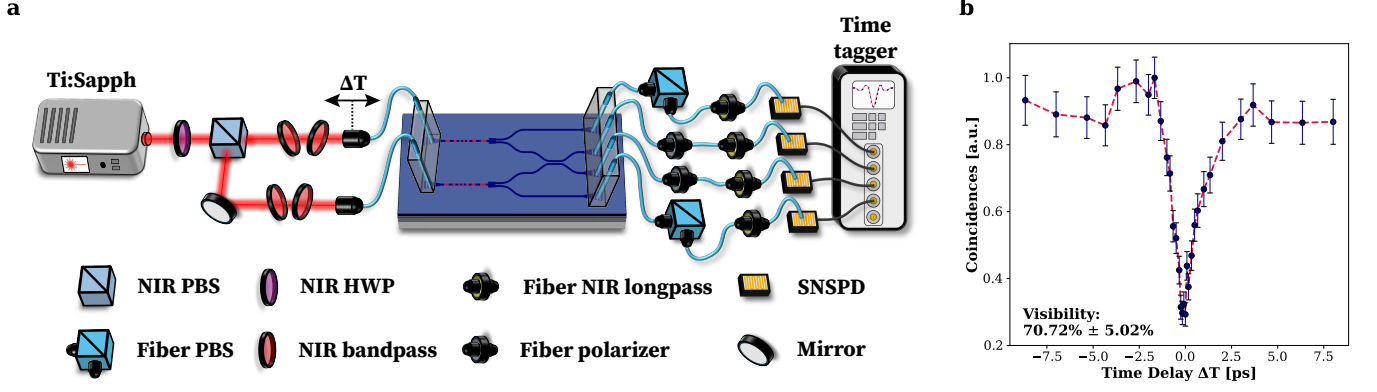 a
Ti:Sapph
ΔT
Time
tagger
NIR PBS
NIR HWP
Fiber NIR longpass
SNSPD
Fiber PBS
NIR bandpass
Fiber polarizer
Mirror
b
Coincidences [a.u.]
1.0
0.8
0.6
0.4
0.2
Visibility:
70.72% ± 5.02%
−7.5 −5.0 −2.5 0.0 2.5 5.0 7.5
Time Delay ΔT [ps]